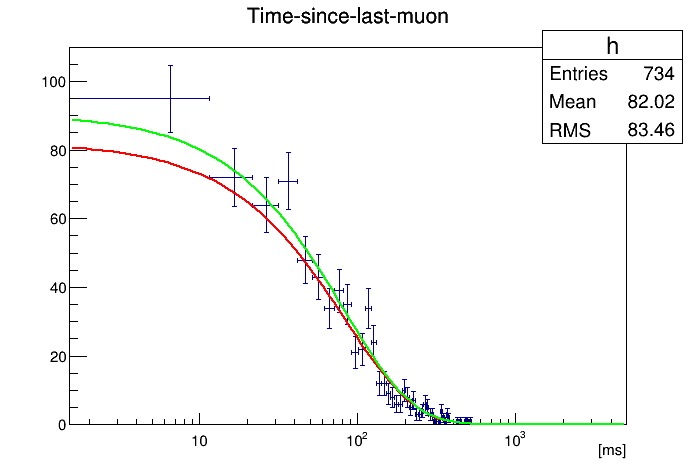 Time-since-last-muon
h
Entries 734
Mean 82.02
RMS 83.46
100
80
60
40
20
0
10
10²
10³
[ms]